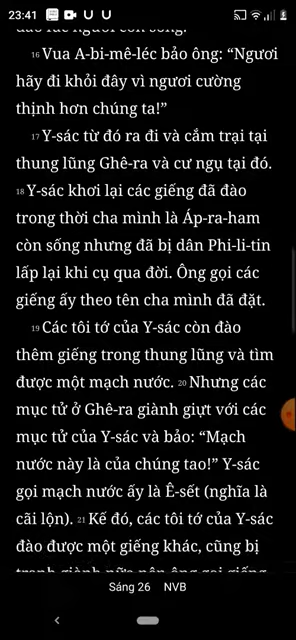 23:41
16 Vua A-bi-mê-léc bảo ông: “Ngươi
hãy đi khỏi đây vì ngươi cường
thịnh hơn chúng ta!”
17 Y-sác từ đó ra đi và cắm trại tại
thung lũng Ghê-ra và cư ngụ tại đó.
18 Y-sác khơi lại các giếng đã đào
trong thời cha mình là Áp-ra-ham
còn sống nhưng đã bị dân Phi-li-tin
lấp lại khi cụ qua đời. Ông gọi các
giếng ấy theo tên cha mình đã đặt.
19 Các tôi tớ của Y-sác còn đào
thêm giếng trong thung lũng và tìm
được một mạch nước. 20 Nhưng các
mục tử ở Ghê-ra giành giựt với các
mục tử của Y-sác và bảo: “Mạch
nước này là của chúng tao!” Y-sác
gọi mạch nước ấy là Ê-sết (nghĩa là
cãi lộn). 21 Kế đó, các tôi tớ của Y-sác
đào được một giếng khác, cũng bị
tranh giành nữa nên ông gọi giếng
Sáng 26 NVB